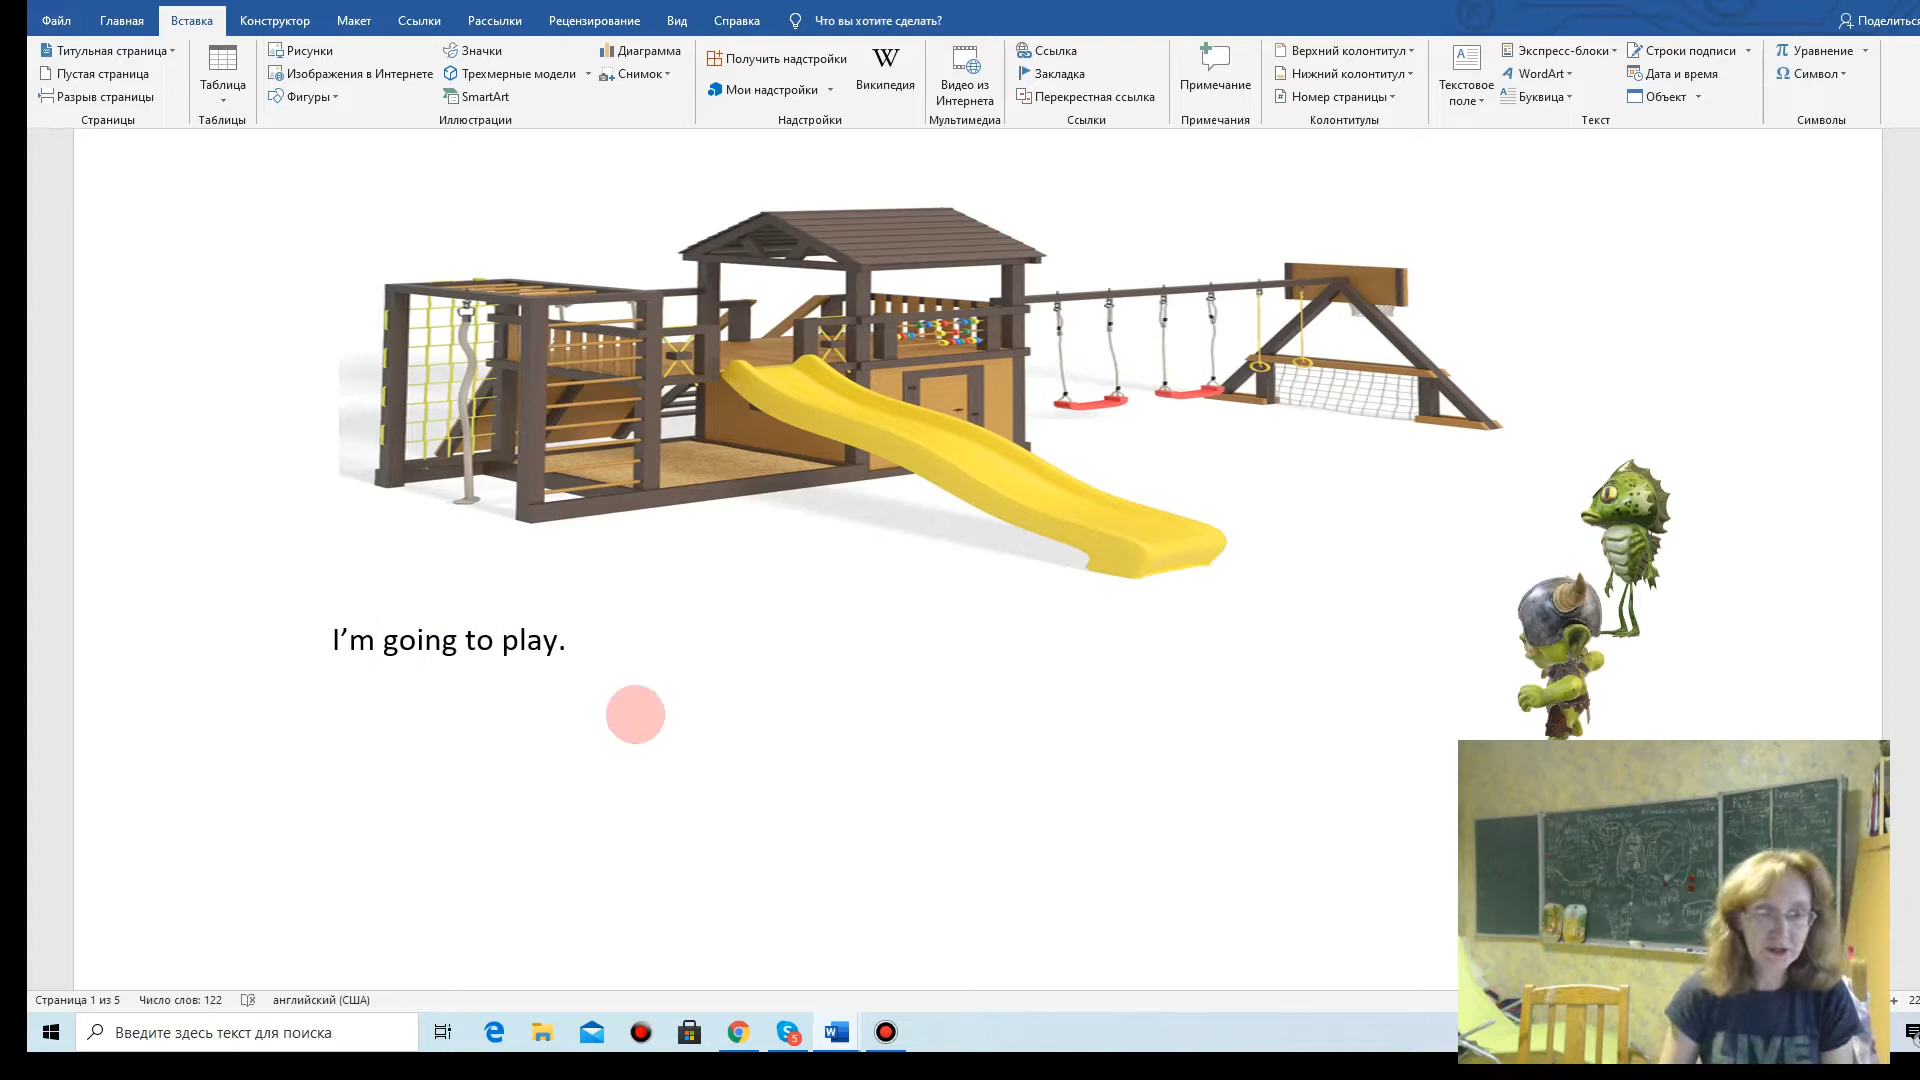 Файл Главная Вставка Конструктор Макет Ссылки Рассылки Рецензирование Вид Справка Что вы хотите сделать? Поделиться
Титульная страница
Пустая страница
Разрыв страницы
Страницы
Таблица
Таблицы
Рисунки
Изображения в Интернете
Фигуры
Значки
Трехмерные модели
SmartArt
Диаграмма
Снимок
Иллюстрации
Получить надстройки
Мои надстройки
W
Википедия
Надстройки
Видео из
Интернета
Мультимедиа
Ссылка
Закладка
Перекрестная ссылка
Ссылки
Примечание
Примечания
Верхний колонтитул
Нижний колонтитул
Номер страницы
Колонтитулы
Текстовое
поле
Экспресс-блоки
WordArt
Буквица
Строки подписи
Дата и время
Объект
Текст
π Уравнение
Ω Символ
Символы
I’m going to play.
LIVE
Страница 1 из 5 Число слов: 122 английский (США)
Введите здесь текст для поиска
5